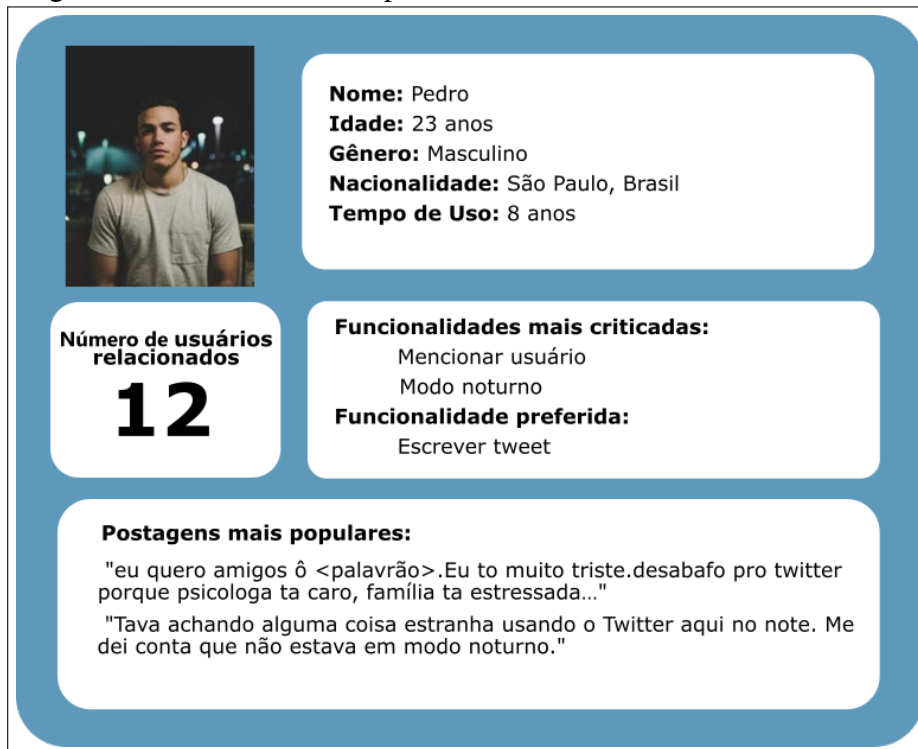 Nome: Pedro
Idade: 23 anos
Gênero: Masculino
Nacionalidade: São Paulo, Brasil
Tempo de Uso: 8 anos
Número de usuários
relacionados
12
Funcionalidades mais criticadas:
Mencionar usuário
Modo noturno
Funcionalidade preferida:
Escrever tweet
Postagens mais populares:
"eu quero amigos ô <palavrão>.Eu to muito triste.desabafo pro twitter
porque psicologa ta caro, família ta estressada…"
"Tava achando alguma coisa estranha usando o Twitter aqui no note. Me
dei conta que não estava em modo noturno."